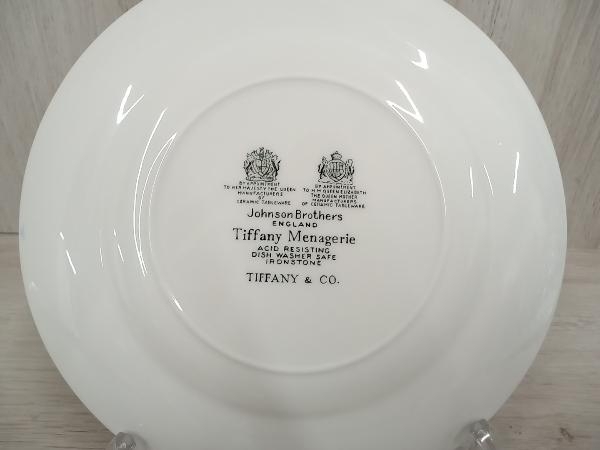 BY APPOINTMENT
TO HER MAJESTY THE QUEEN
MANUFACTURERS
OF
CERAMIC TABLEWARE
BY APPOINTMENT
TO H M QUEEN ELIZABETH
THE QUEEN MOTHER
MANUFACTURERS
OF CERAMIC TABLEWARE
Johnson Brothers
ENGLAND
Tiffany Menagerie
ACID RESISTING
DISH WASHER SAFE
IRONSTONE
TIFFANY & CO.